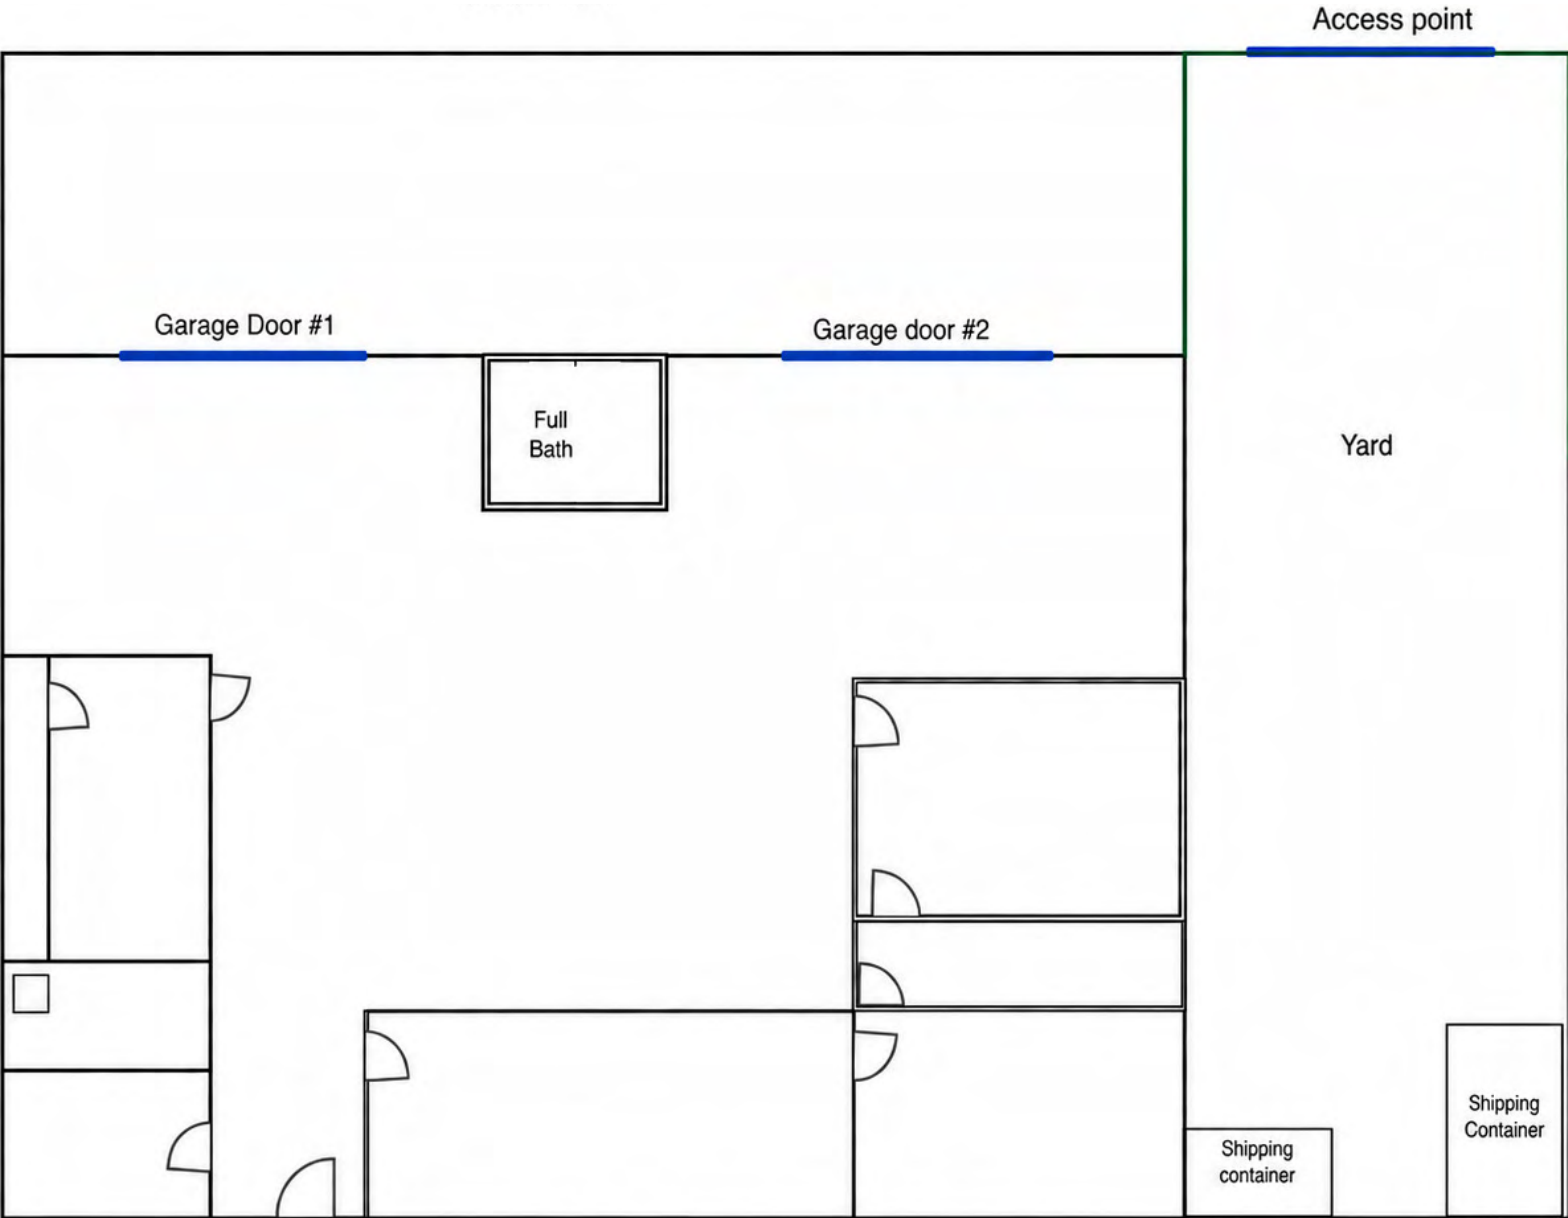 Access point
Garage Door #1
Garage door #2
Full
Bath
Yard
Shipping
Container
Shipping
container